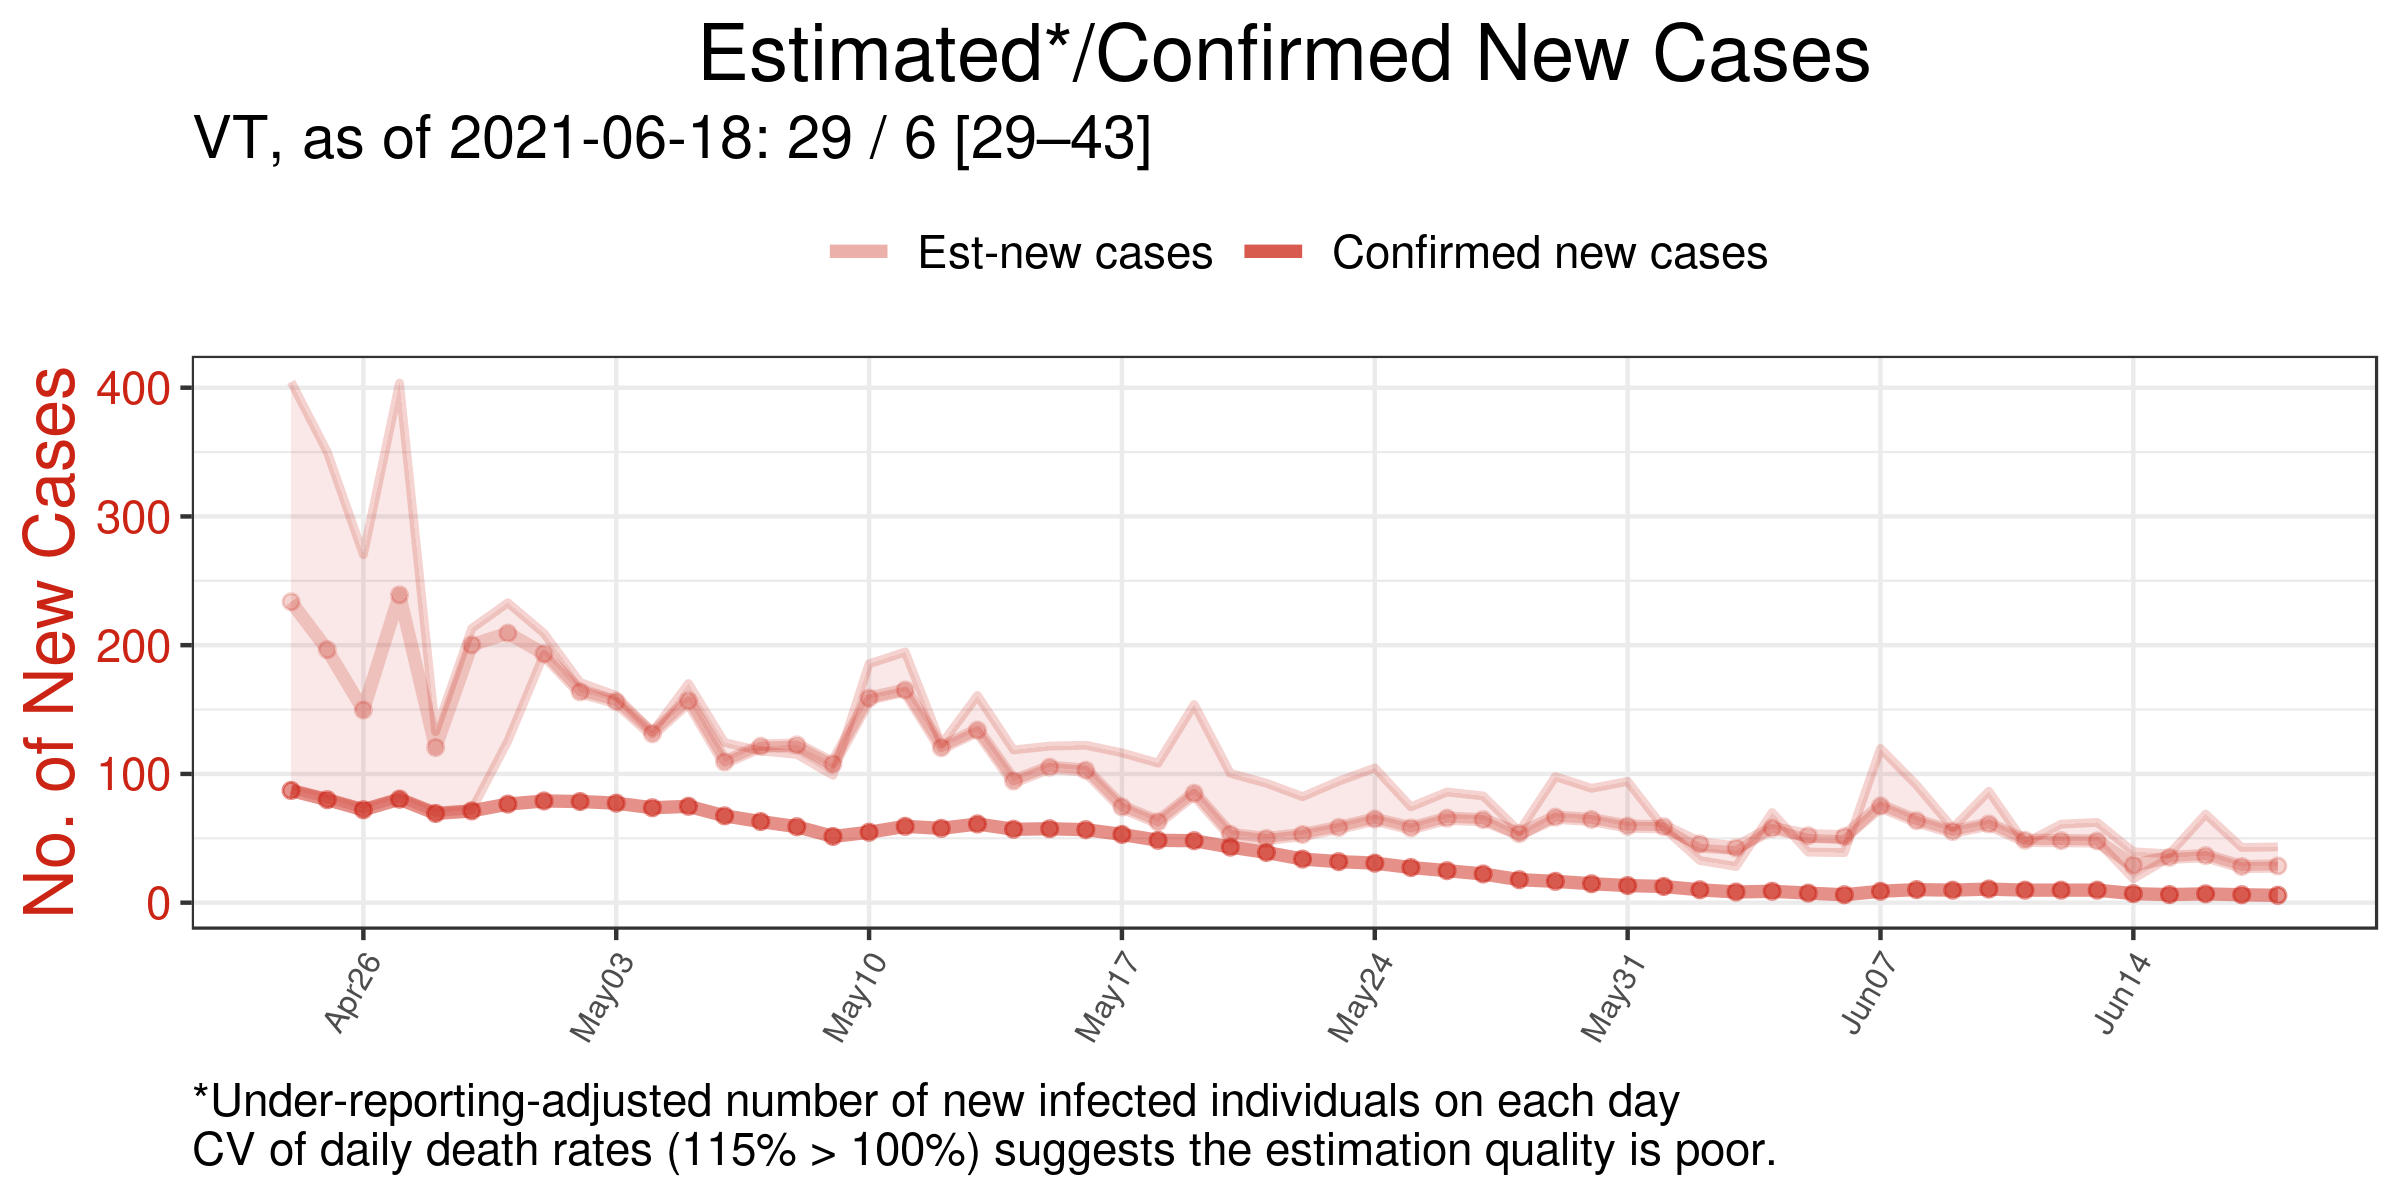 Estimated*/Confirmed New Cases
VT, as of 2021-06-18: 29 / 6 [29–43]
Est-new cases
Confirmed new cases
No. of New Cases
400
300
200
100
0
Apr26
May03
May10
May17
May24
May31
Jun07
Jun14
*Under-reporting-adjusted number of new infected individuals on each day
CV of daily death rates (115% > 100%) suggests the estimation quality is poor.